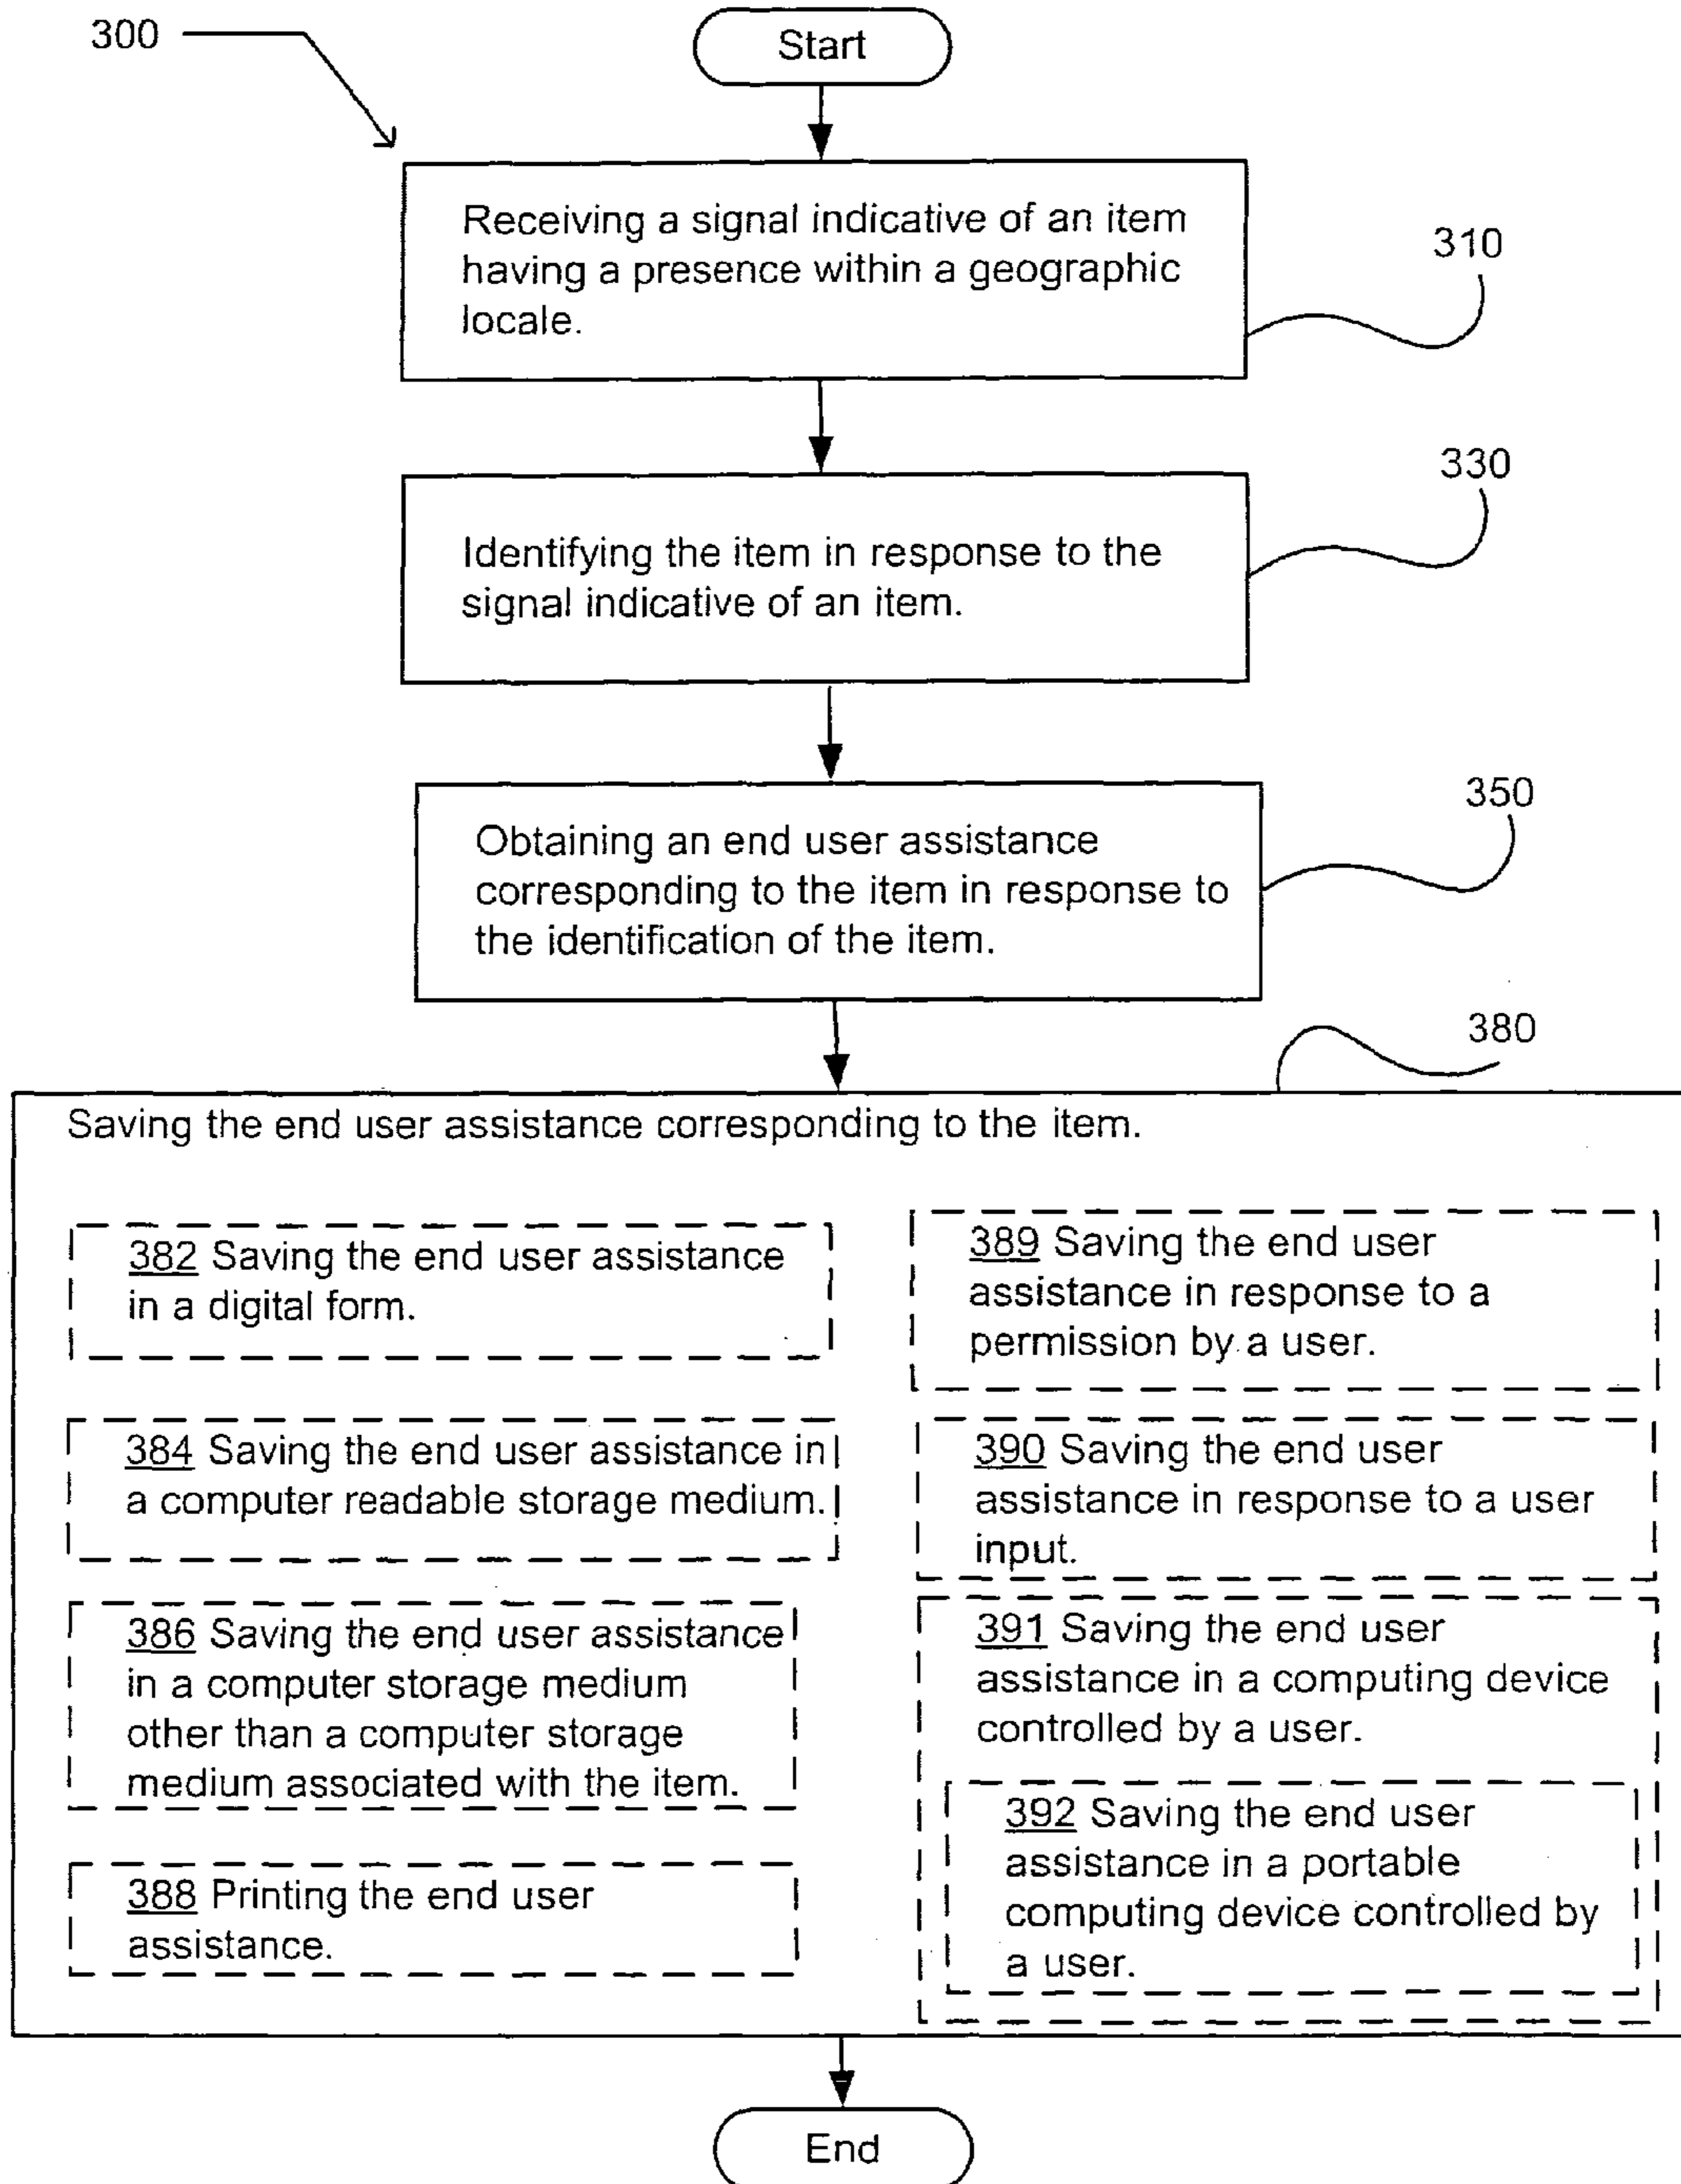 300
Start
Receiving a signal indicative of an item
having a presence within a geographic
locale.
310
Identifying the item in response to the
signal indicative of an item.
330
Obtaining an end user assistance
corresponding to the item in response to
the identification of the item.
350
380
Saving the end user assistance corresponding to the item.
382 Saving the end user assistance
in a digital form.
384 Saving the end user assistance in
a computer readable storage medium.
386 Saving the end user assistance
in a computer storage medium
other than a computer storage
medium associated with the item.
388 Printing the end user
assistance.
389 Saving the end user
assistance in response to a
permission by a user.
390 Saving the end user
assistance in response to a user
input.
391 Saving the end user
assistance in a computing device
controlled by a user.
392 Saving the end user
assistance in a portable
computing device controlled by
a user.
End